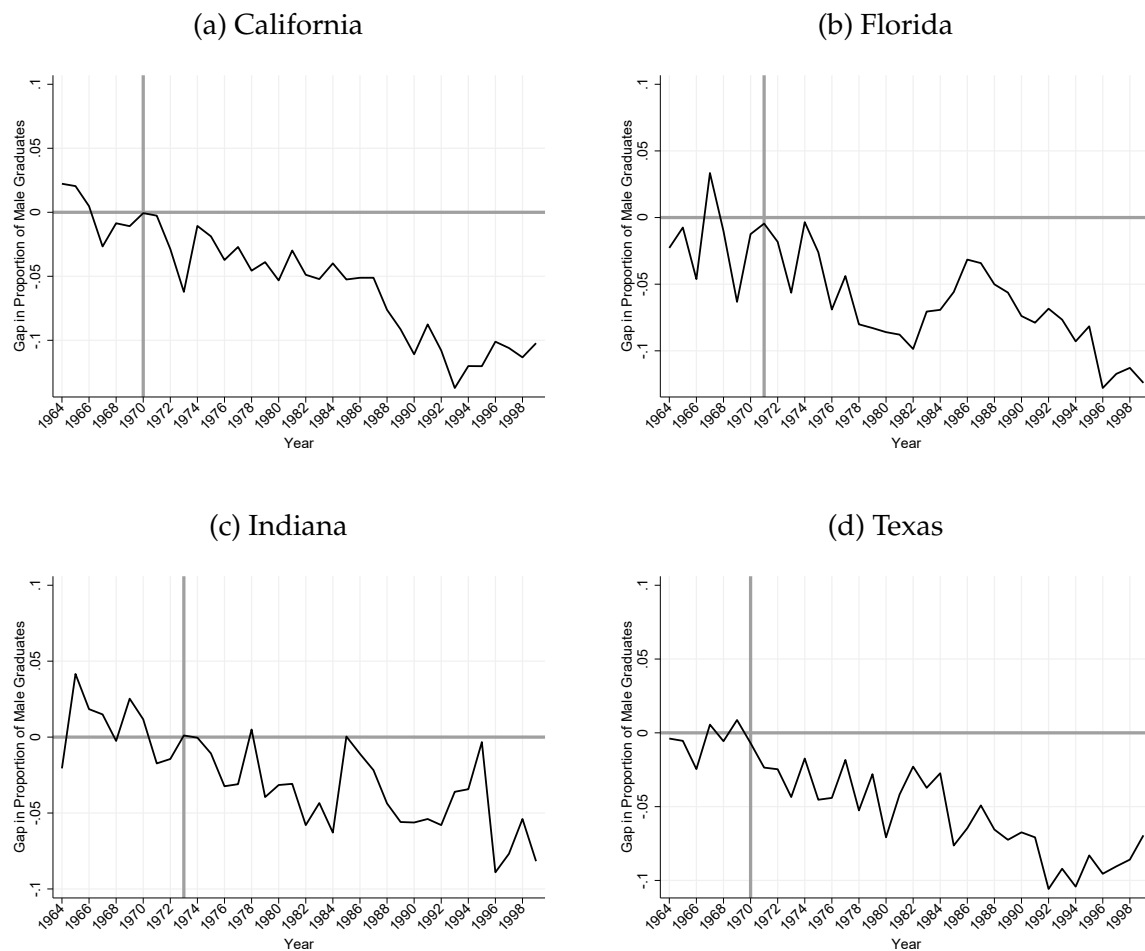 (a) California
(b) Florida
Gap in Proportion of Male Graduates
.1
.05
0
-.05
-.1
1964 1966 1968 1970 1972 1974 1976 1978 1980 1982 1984 1986 1988 1990 1992 1994 1996 1998
Year
Gap in Proportion of Male Graduates
.1
.05
0
-.05
-.1
1964 1966 1968 1970 1972 1974 1976 1978 1980 1982 1984 1986 1988 1990 1992 1994 1996 1998
Year
(c) Indiana
(d) Texas
Gap in Proportion of Male Graduates
.1
.05
0
-.05
-.1
1964 1966 1968 1970 1972 1974 1976 1978 1980 1982 1984 1986 1988 1990 1992 1994 1996 1998
Year
Gap in Proportion of Male Graduates
.1
.05
0
-.05
-.1
1964 1966 1968 1970 1972 1974 1976 1978 1980 1982 1984 1986 1988 1990 1992 1994 1996 1998
Year